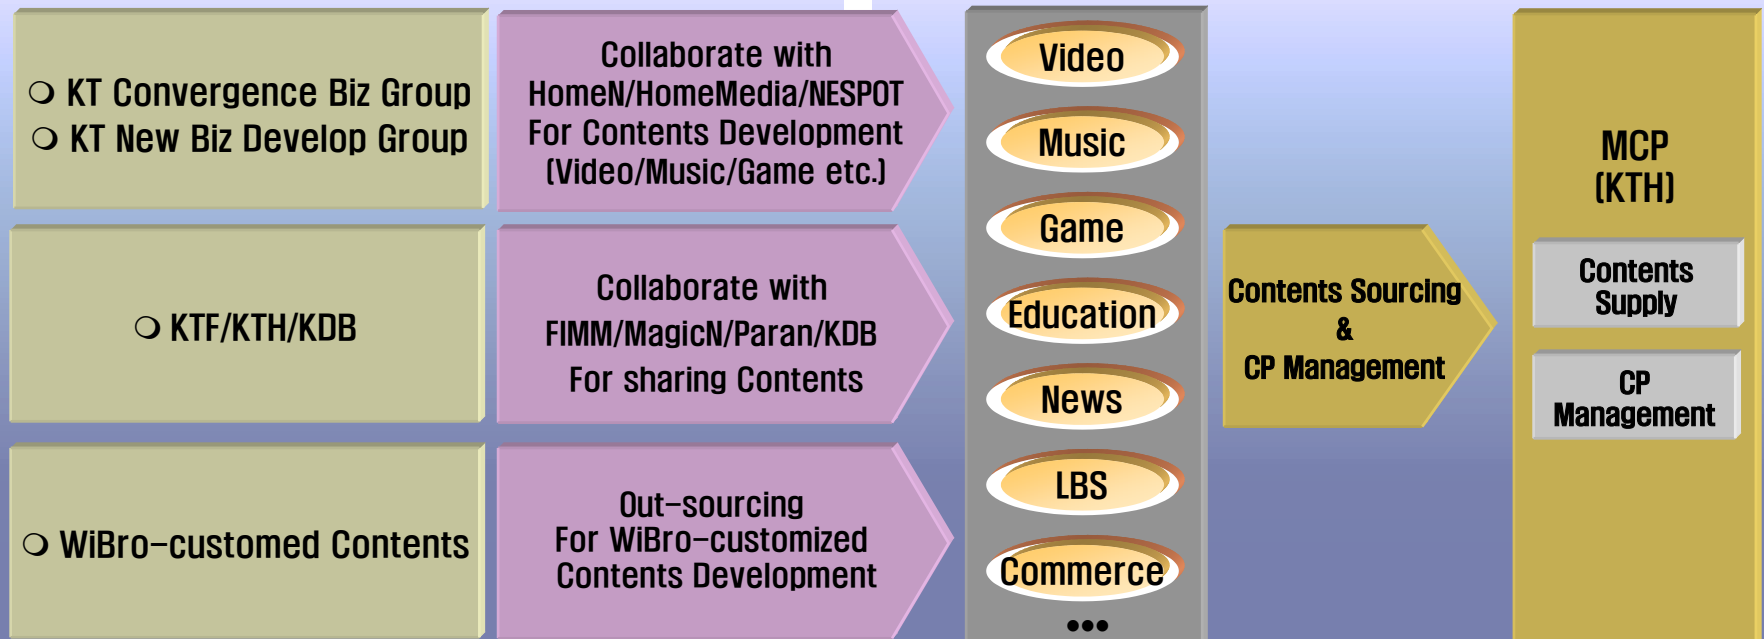 ❍ KT Convergence Biz Group
❍ KT New Biz Develop Group
Collaborate with
HomeN/HomeMedia/NESPOT
For Contents Development
(Video/Music/Game etc.)
❍ KTF/KTH/KDB
Collaborate with
FIMM/MagicN/Paran/KDB
For sharing Contents
❍ WiBro-customed Contents
Out-sourcing
For WiBro-customized
Contents Development
Video
Music
Game
Education
News
LBS
Commerce
•••
Contents Sourcing
&
CP Management
MCP
(KTH)
Contents
Supply
CP
Management